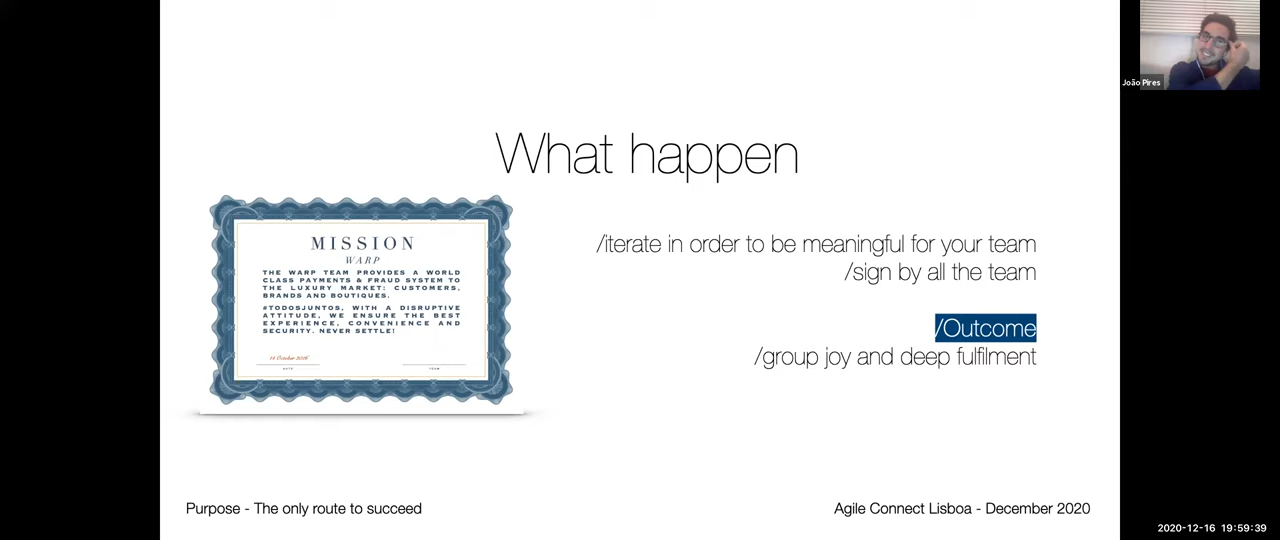 João Pires
What happen
MISSION
WARP
THE WARP TEAM PROVIDES A WORLD
CLASS PAYMENTS & FRAUD SYSTEM TO
THE LUXURY MARKET: CUSTOMERS,
BRANDS AND BOUTIQUES.
#TODOSJUNTOS, WITH A DISRUPTIVE
ATTITUDE, WE ENSURE THE BEST
EXPERIENCE, CONVENIENCE AND
SECURITY. NEVER SETTLE!
DATE
TEAM
/iterate in order to be meaningful for your team
/sign by all the team
/Outcome
/group joy and deep fulfilment
Purpose - The only route to succeed
Agile Connect Lisboa - December 2020
2020-12-16 19:59:39